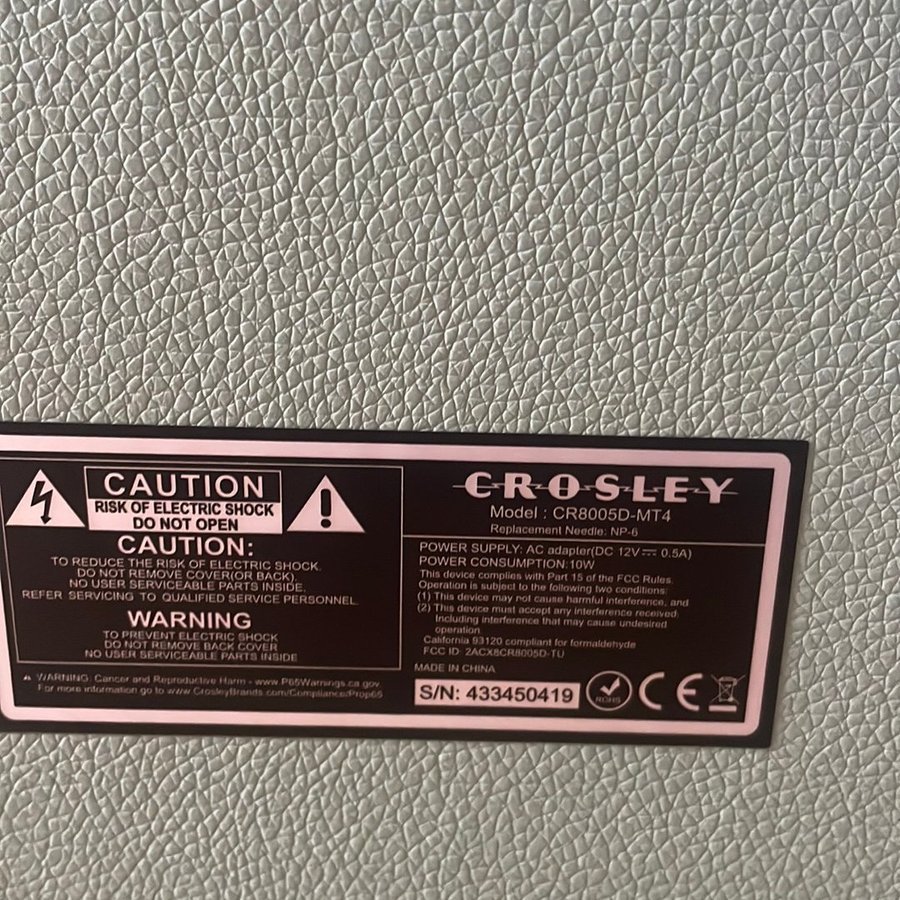 CAUTION
RISK OF ELECTRIC SHOCK
DO NOT OPEN
CAUTION:
TO REDUCE THE RISK OF ELECTRIC SHOCK.
DO NOT REMOVE COVER(OR BACK).
NO USER SERVICEABLE PARTS INSIDE.
REFER SERVICING TO QUALIFIED SERVICE PERSONNEL
WARNING
TO PREVENT ELECTRIC SHOCK
DO NOT REMOVE BACK COVER
NO USER SERVICEABLE PARTS INSIDE
WARNING: Cancer and Reproductive Harm - www.P65Warnings.ca.gov.
For more information go to www.CrosleyBrands.com/Compliance/Prop65
CROSLEY
Model : CR8005D-MT4
Replacement Needle: NP-6
POWER SUPPLY: AC adapter(DC 12V⎓ 0.5A)
POWER CONSUMPTION:10W
This device complies with Part 15 of the FCC Rules.
Operation is subject to the following two conditions:
(1) This device may not cause harmful interference, and
(2) This device must accept any interference received,
Including interference that may cause undesired
operation
California 93120 compliant for formaldehyde
FCC ID: 2ACX8CR8005D-TU
MADE IN CHINA
S/N: 433450419
ROHS
CE